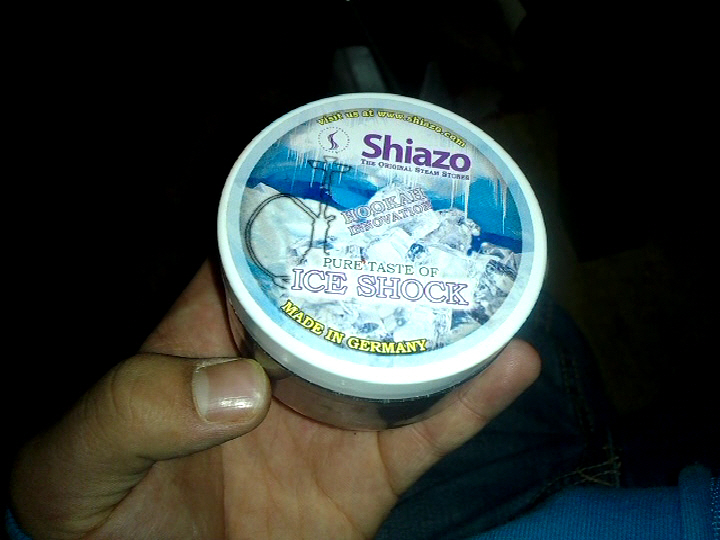 visit us at www.shiazo.com
Shiazo
THE ORIGINAL STEAM STONES
HOOKAH
INNOVATION
PURE TASTE OF
ICE SHOCK
MADE IN GERMANY